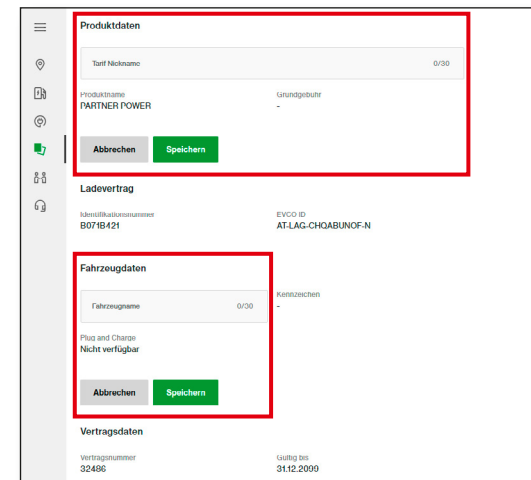 Produktdaten
Tarif Nickname 0/30
Produktname Grundgebühr
PARTNER POWER -
Abbrechen Speichern
Ladevertrag
Identifikationsnummer EVCO ID
B071B421 AT-LAG-CHQABUNOF-N
Fahrzeugdaten
Kennzeichen
Fahrzeugname 0/30 -
Plug and Charge
Nicht verfügbar
Abbrechen Speichern
Vertragsdaten
Vertragsnummer Gültig bis
32486 31.12.2099